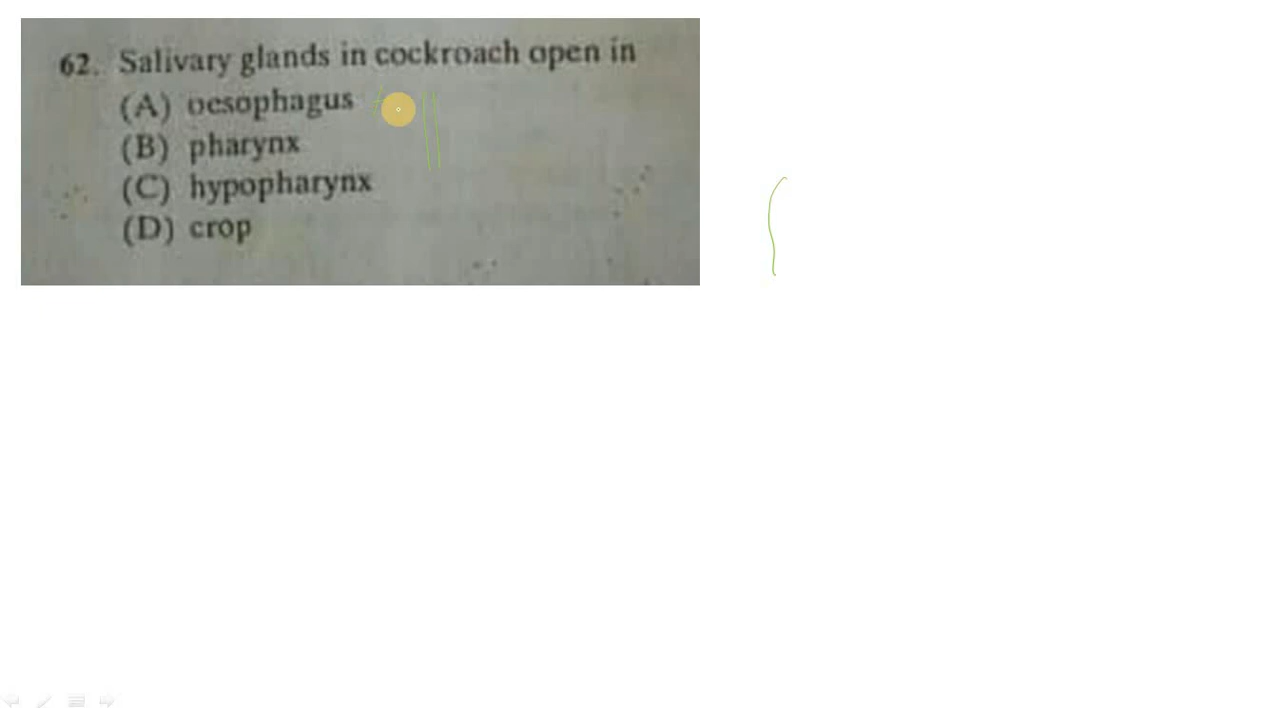 62. Salivary glands in cockroach open in
(A) oesophagus
(B) pharynx
(C) hypopharynx
(D) crop